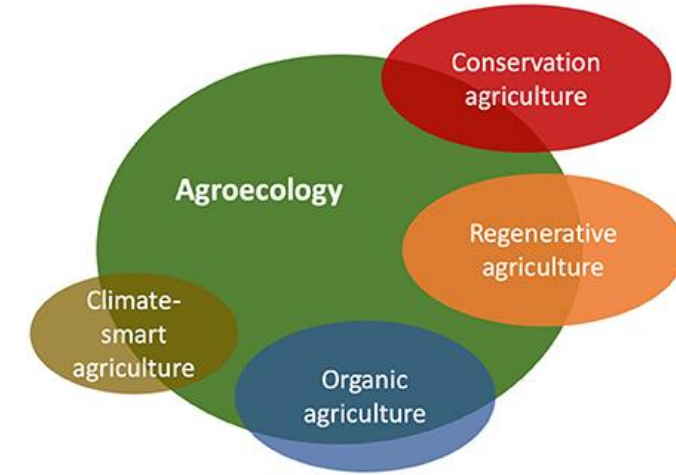 Conservation
agriculture
Agroecology
Regenerative
agriculture
Climate-
smart
agriculture
Organic
agriculture